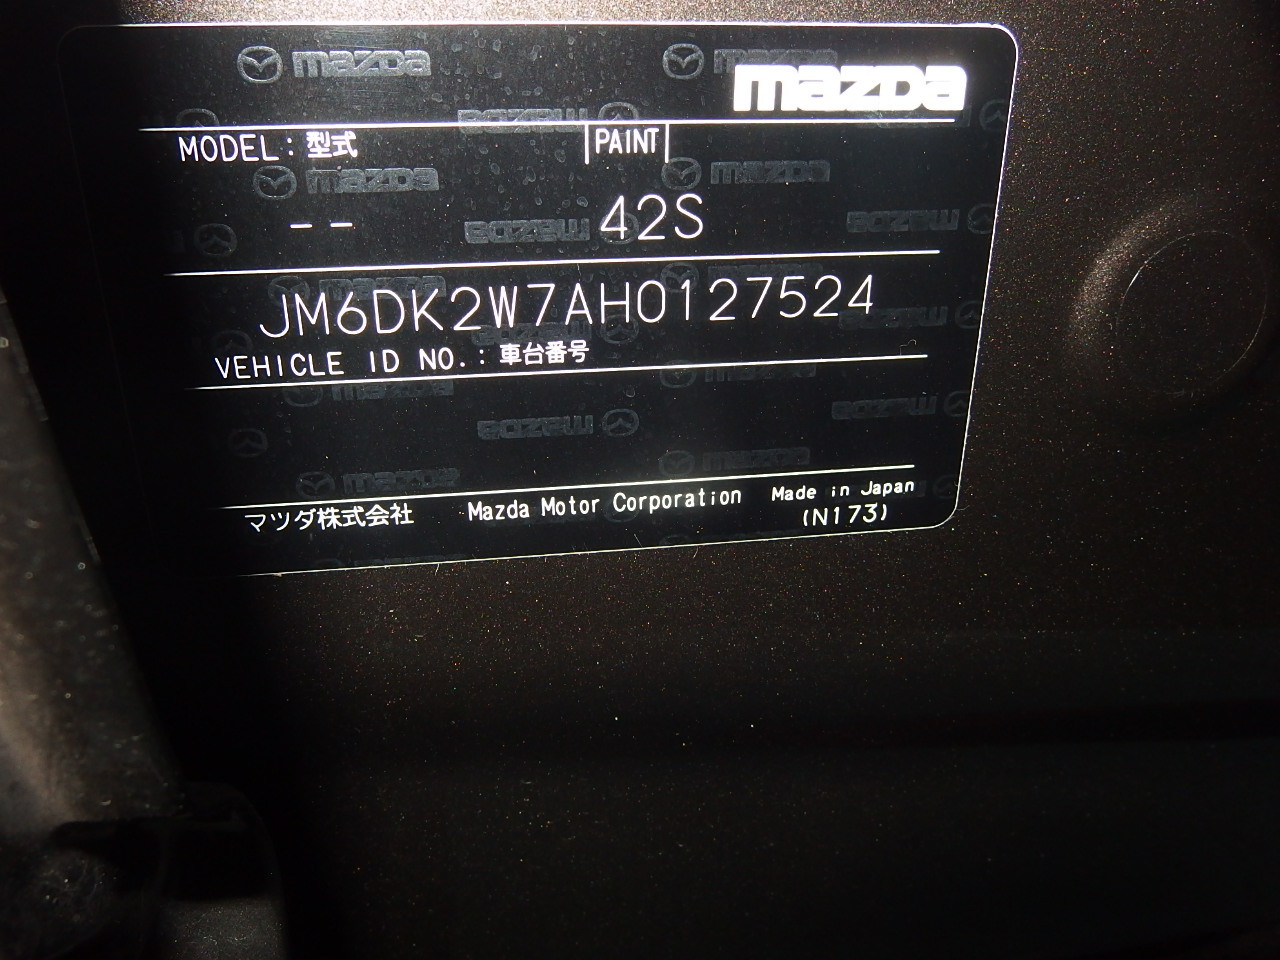 mazda
MODEL: 型式 PAINT
-- 42S
JM6DK2W7AH0127524
VEHICLE ID NO.: 車台番号
マツダ株式会社 Mazda Motor Corporation Made in Japan
(N173)